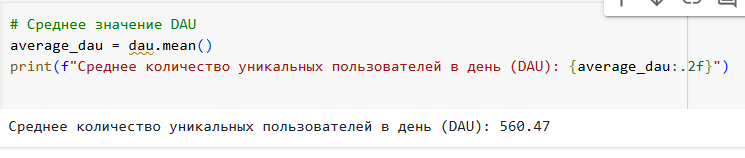 # Среднее значение DAU
average_dau = dau.mean()
print(f"Среднее количество уникальных пользователей в день (DAU): {average_dau:.2f}")
Среднее количество уникальных пользователей в день (DAU): 560.47